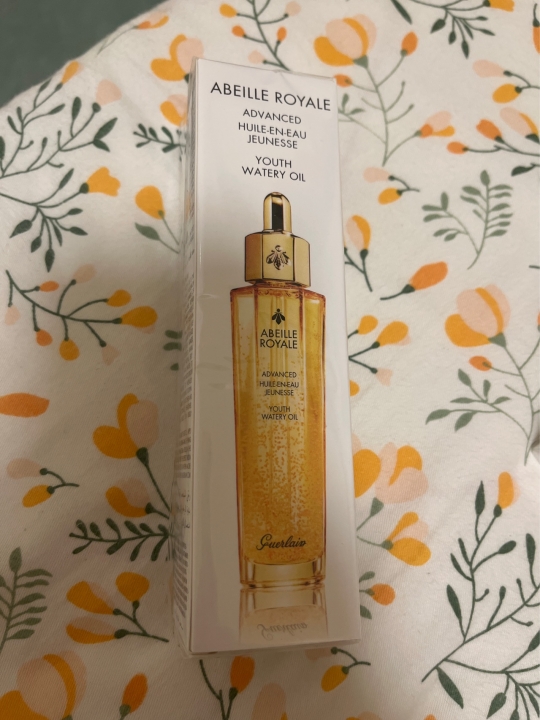 ABEILLE ROYALE
ADVANCED
HUILE-EN-EAU
JEUNESSE
YOUTH
WATERY OIL
ABEILLE
ROYALE
ADVANCED
HUILE-EN-EAU
JEUNESSE
YOUTH
WATERY OIL
Guerlain
Guerlain